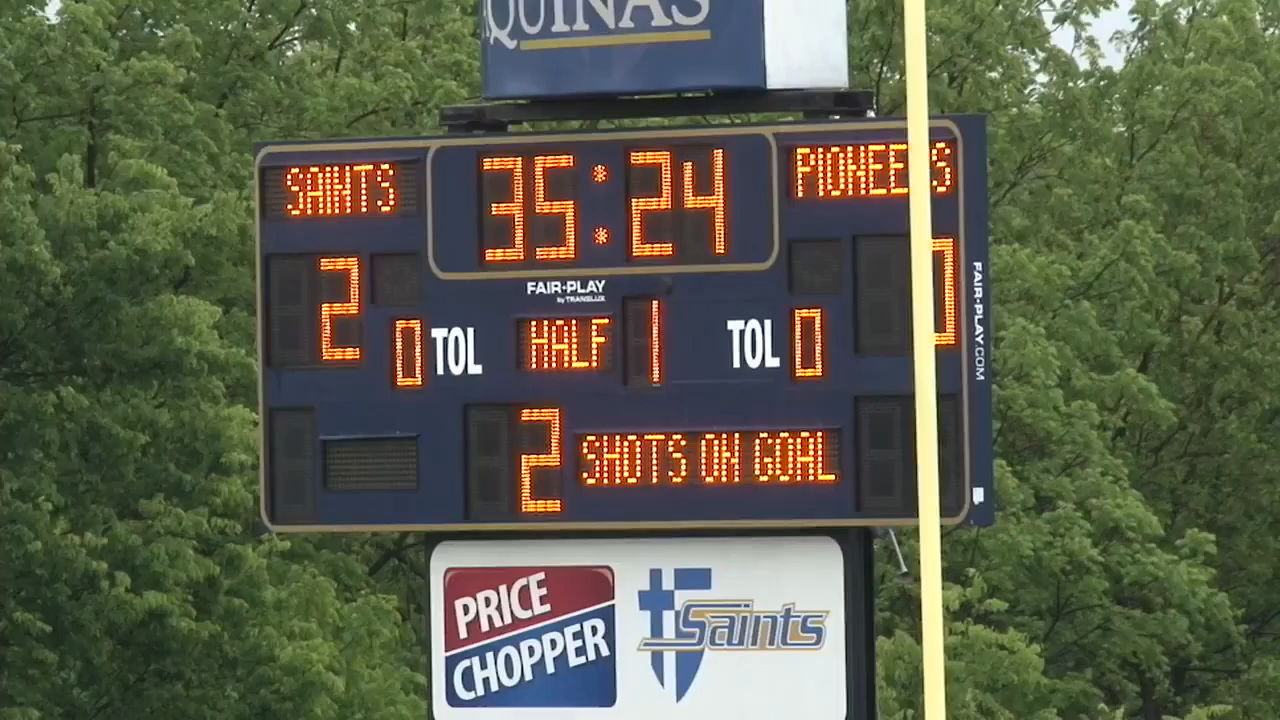 QUINAS
SAINTS 35:24 PIONEE S
FAIR-PLAY
by TRANS-LUX
2 0 TOL HALF 1 TOL 0 0
2 SHOTS ON GOAL
FAIR-PLAY.COM
PRICE
CHOPPER
Saints